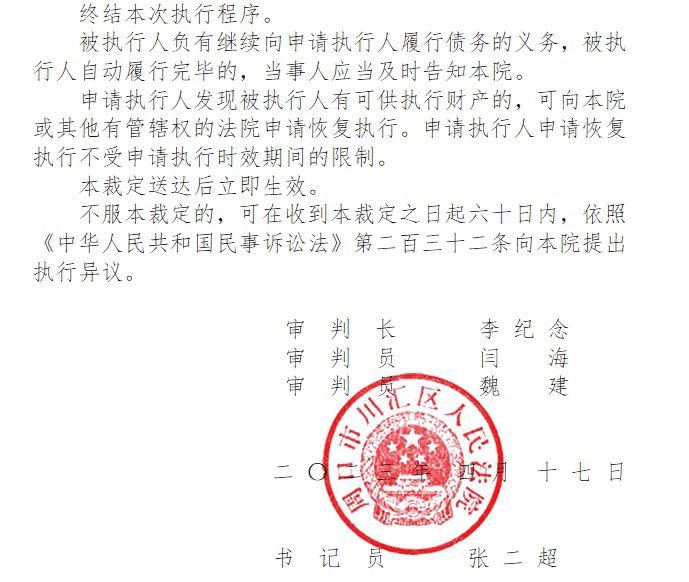 终结本次执行程序。
被执行人负有继续向申请执行人履行债务的义务，被执
行人自动履行完毕的，当事人应当及时告知本院。
申请执行人发现被执行人有可供执行财产的，可向本院
或其他有管辖权的法院申请恢复执行。申请执行人申请恢复
执行不受申请执行时效期间的限制。
本裁定送达后立即生效。
不服本裁定的，可在收到本裁定之日起六十日内，依照
《中华人民共和国民事诉讼法》第二百三十二条向本院提出
执行异议。
审 判 长 李 纪 念
审 判 员 闫 海
审 判 员 魏 建
周口市川汇区人民法院
二 〇 二 三 年 四 月 十 七 日
书 记 员 张 二 超